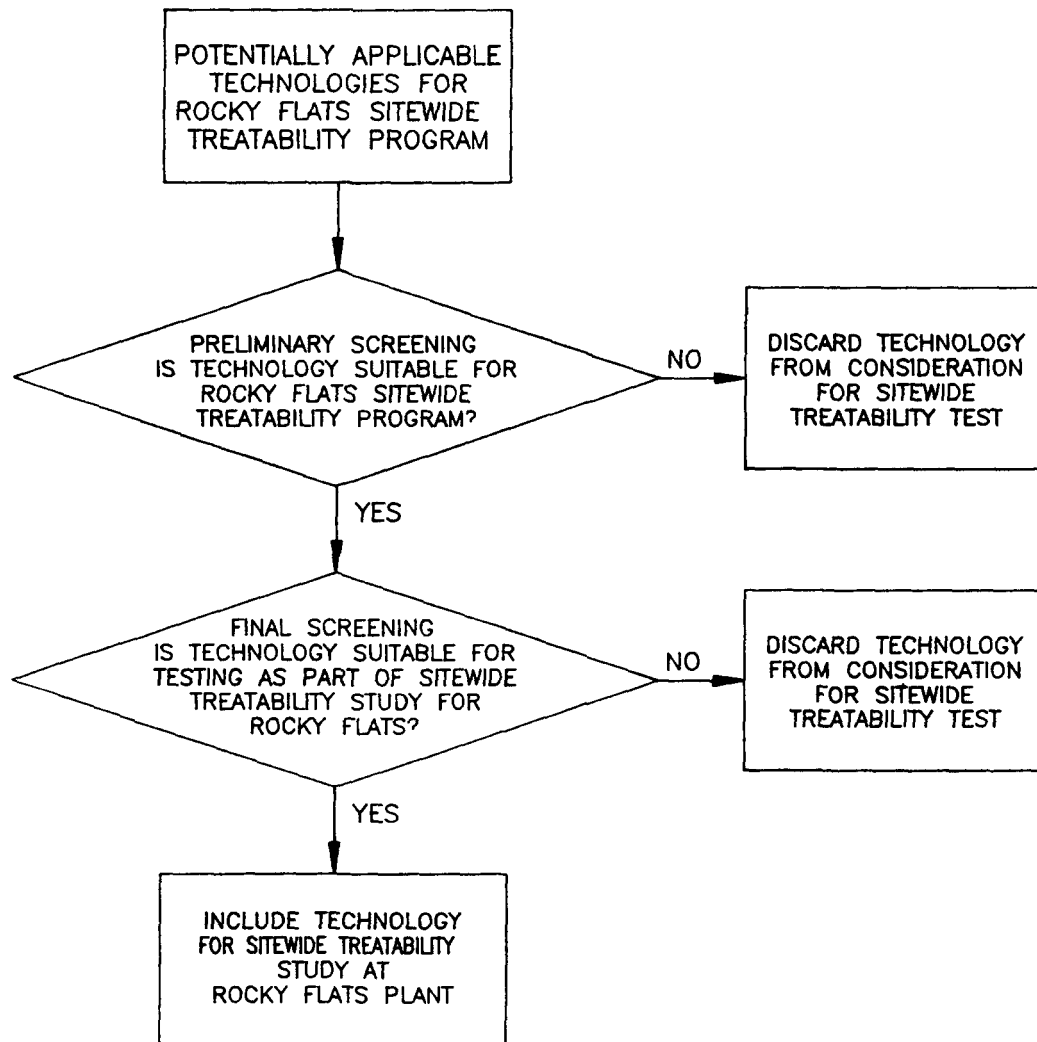 POTENTIALLY APPLICABLE
TECHNOLOGIES FOR
ROCKY FLATS SITEWIDE
TREATABILITY PROGRAM
PRELIMINARY SCREENING
IS TECHNOLOGY SUITABLE FOR
ROCKY FLATS SITEWIDE
TREATABILITY PROGRAM?
NO
DISCARD TECHNOLOGY
FROM CONSIDERATION
FOR SITEWIDE
TREATABILITY TEST
YES
FINAL SCREENING
IS TECHNOLOGY SUITABLE FOR
TESTING AS PART OF SITEWIDE
TREATABILITY STUDY FOR
ROCKY FLATS?
NO
DISCARD TECHNOLOGY
FROM CONSIDERATION
FOR SITEWIDE
TREATABILITY TEST
YES
INCLUDE TECHNOLOGY
FOR SITEWIDE TREATABILITY
STUDY AT
ROCKY FLATS PLANT